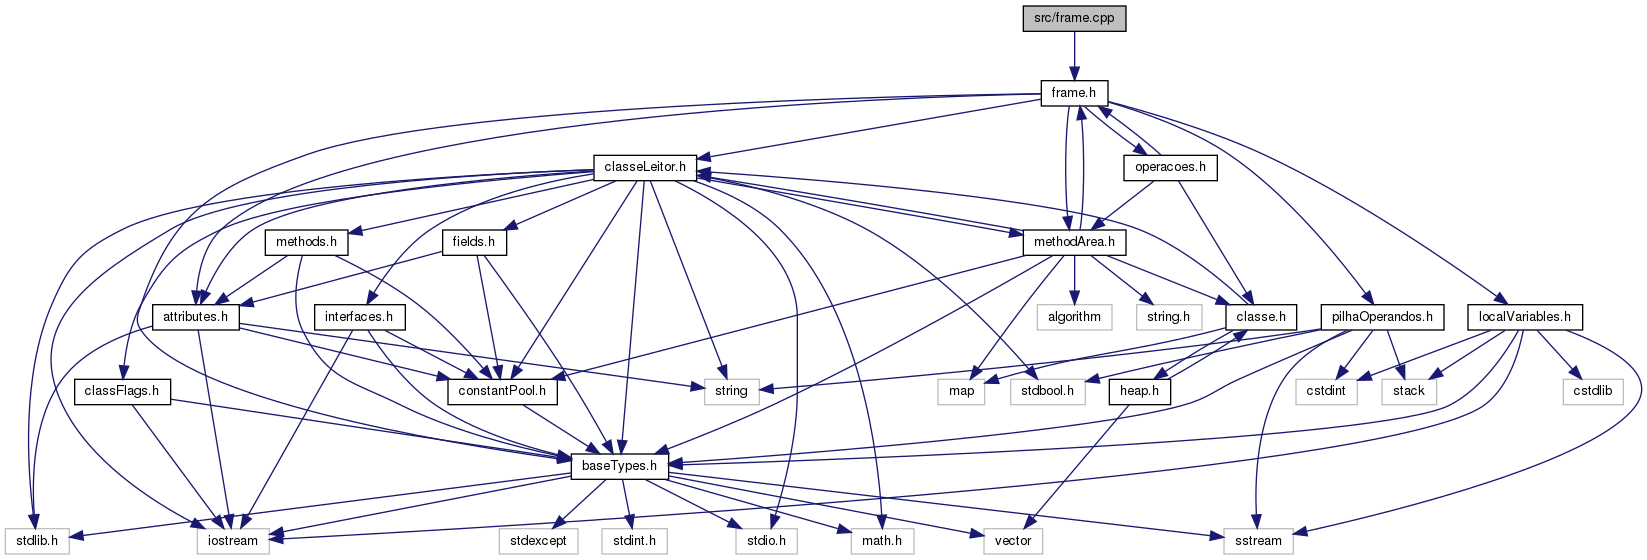 src/frame.cpp
frame.h
classeLeitor.h
operacoes.h
methods.h
fields.h
methodArea.h
attributes.h
interfaces.h
algorithm
string.h
classe.h
pilhaOperandos.h
localVariables.h
classFlags.h
constantPool.h
string
map
stdbool.h
heap.h
cstdint
stack
cstdlib
baseTypes.h
stdlib.h
iostream
stdexcept
stdint.h
stdio.h
math.h
vector
sstream